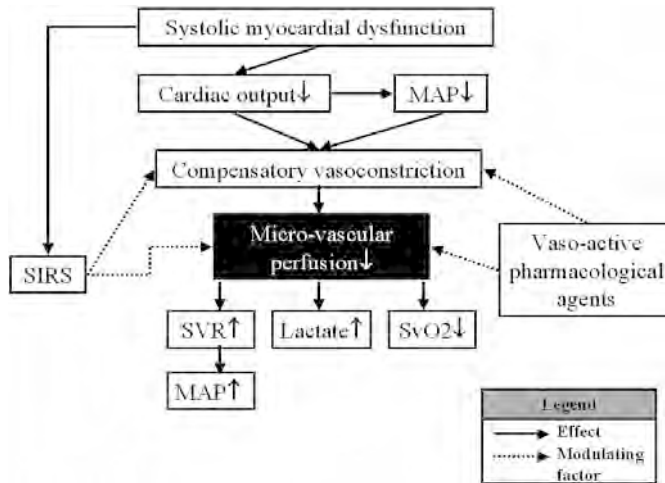 Systolic myocardial dysfunction
Cardiac output↓
MAP↓
Compensatory vasoconstriction
Micro-vascular
perfusion↓
SIRS
Vaso-active
pharmacological
agents
SVR↑
Lactate↑
SvO2↓
MAP↑
Legend
Effect
Modulating
factor